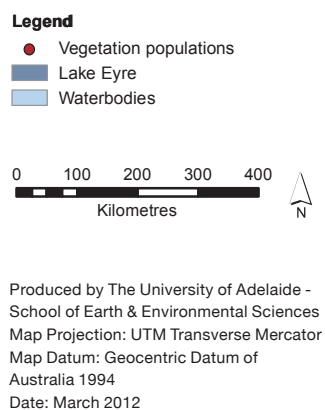 Legend
Vegetation populations
Lake Eyre
Waterbodies
0 100 200 300 400
Kilometres
N
Produced by The University of Adelaide -
School of Earth & Environmental Sciences
Map Projection: UTM Transverse Mercator
Map Datum: Geocentric Datum of
Australia 1994
Date: March 2012